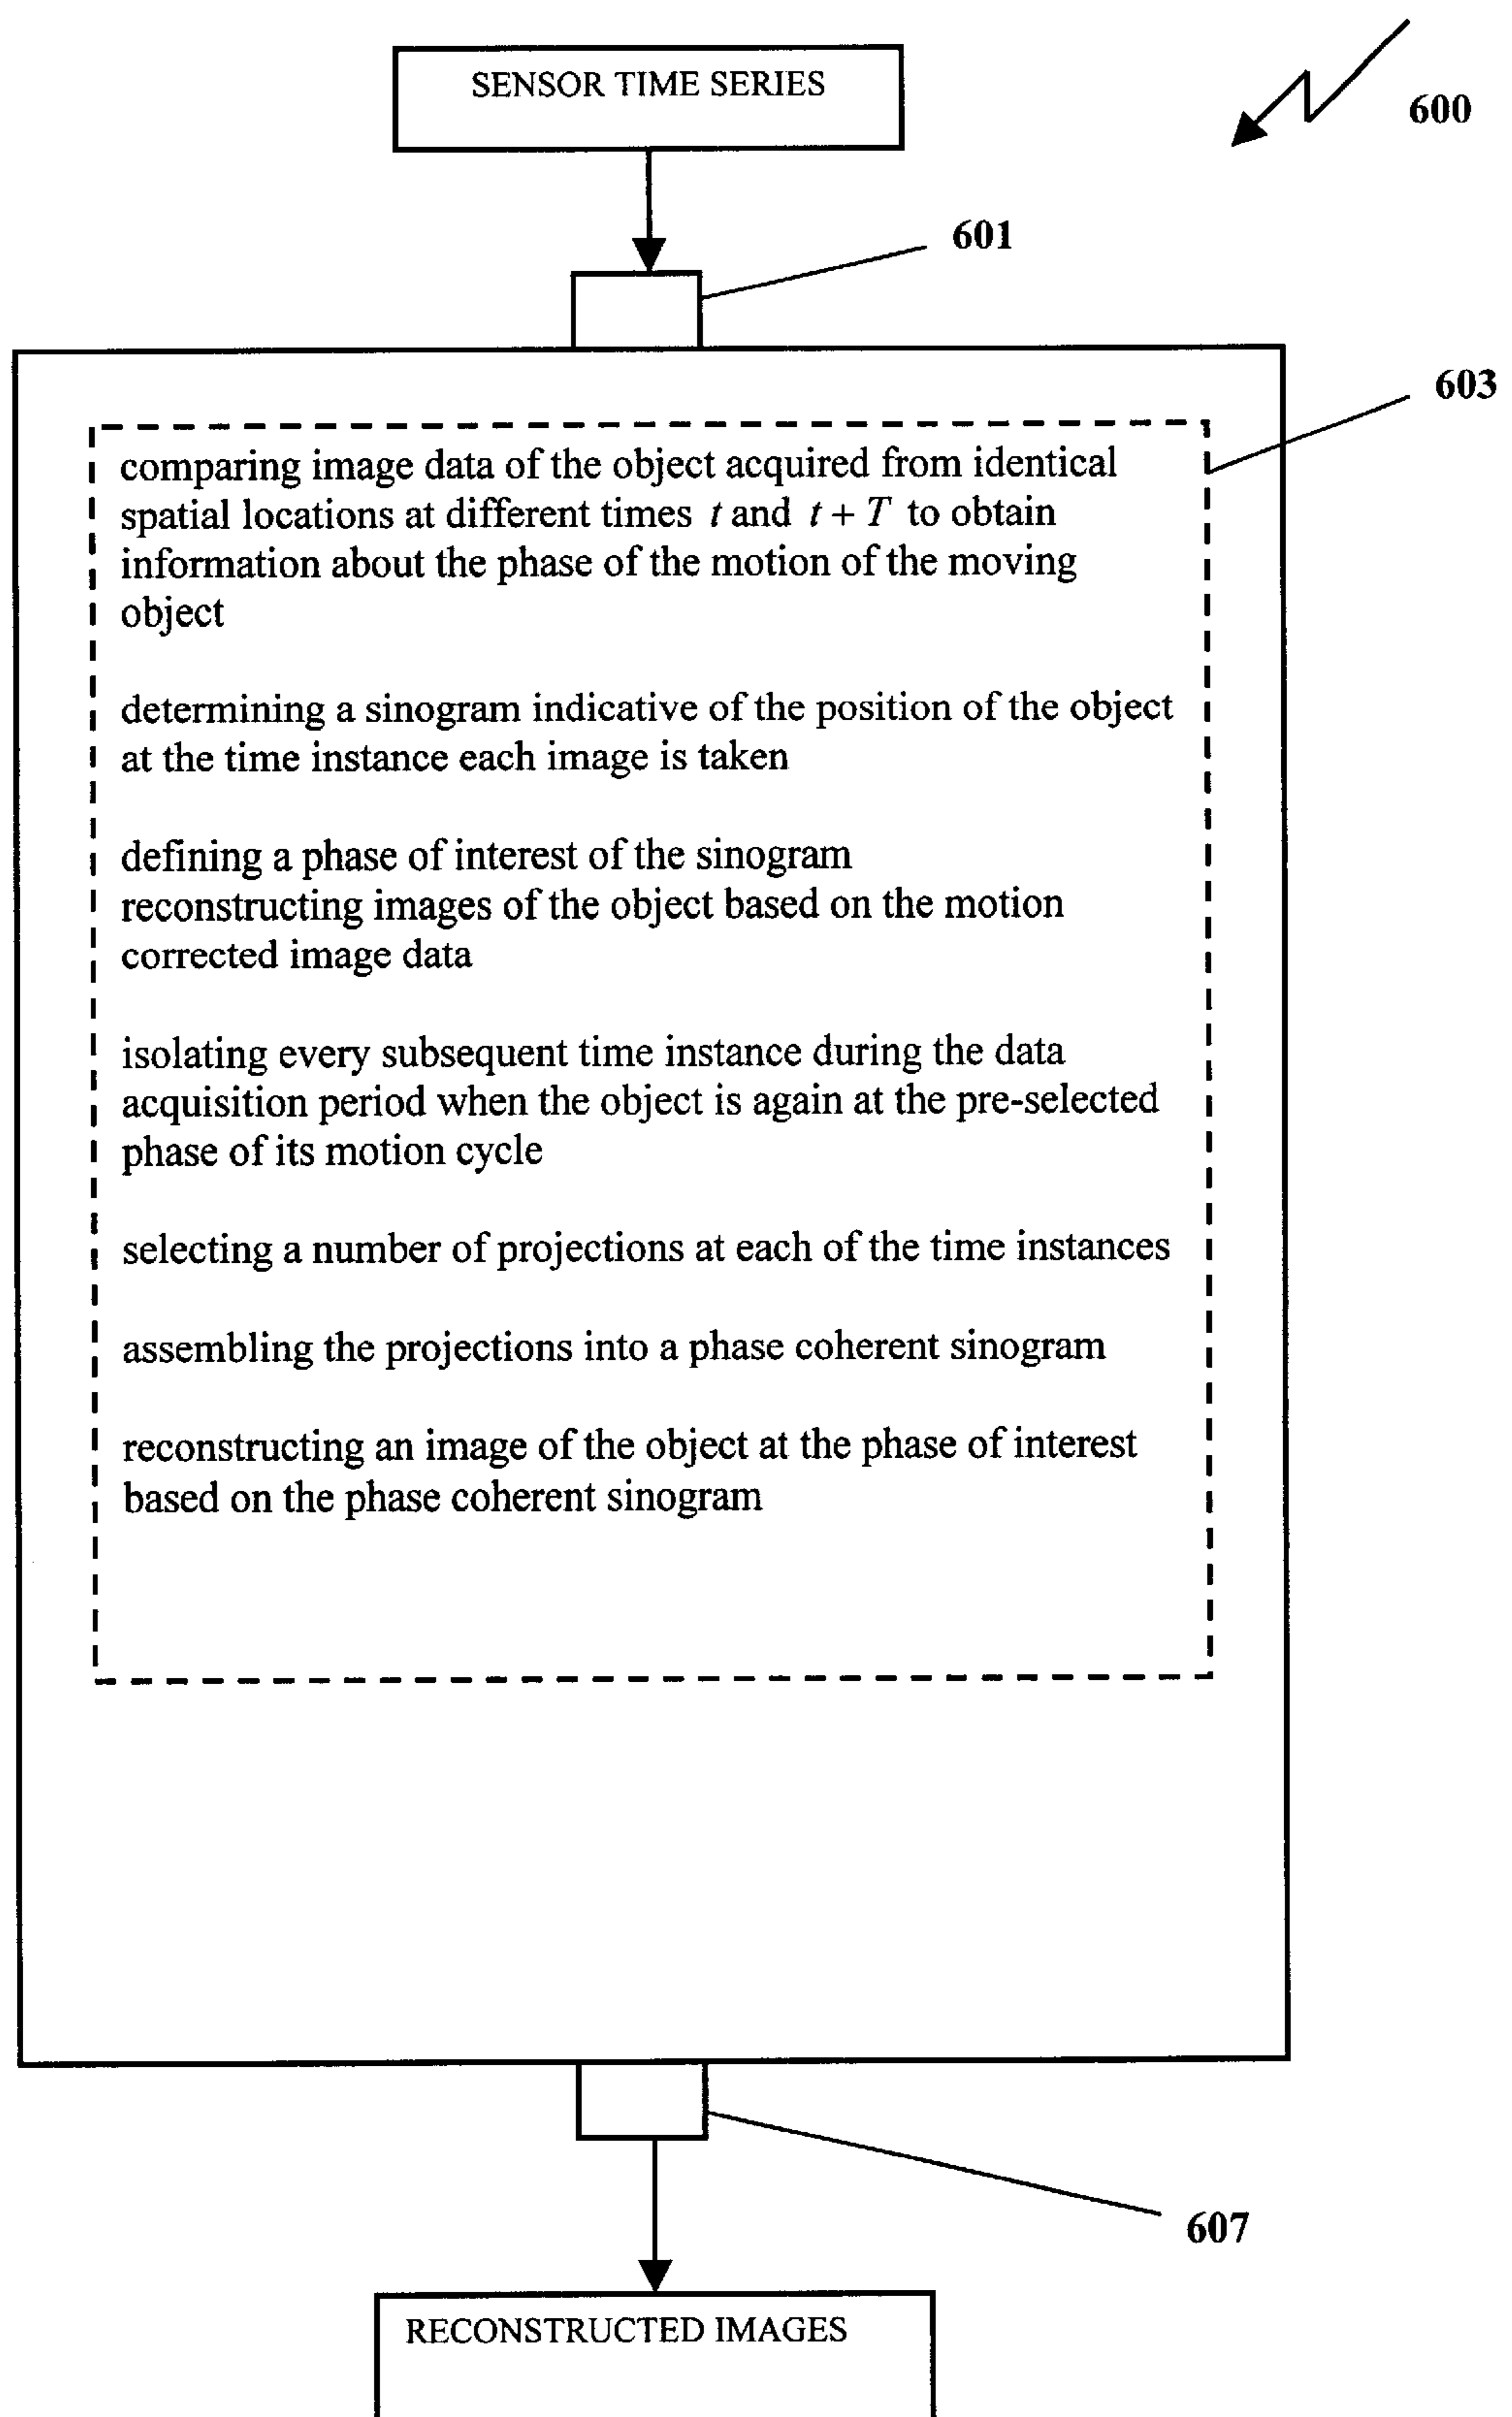 SENSOR TIME SERIES
600
601
603
comparing image data of the object acquired from identical
spatial locations at different times t and t + T to obtain
information about the phase of the motion of the moving
object
determining a sinogram indicative of the position of the object
at the time instance each image is taken
defining a phase of interest of the sinogram
reconstructing images of the object based on the motion
corrected image data
isolating every subsequent time instance during the data
acquisition period when the object is again at the pre-selected
phase of its motion cycle
selecting a number of projections at each of the time instances
assembling the projections into a phase coherent sinogram
reconstructing an image of the object at the phase of interest
based on the phase coherent sinogram
607
RECONSTRUCTED IMAGES